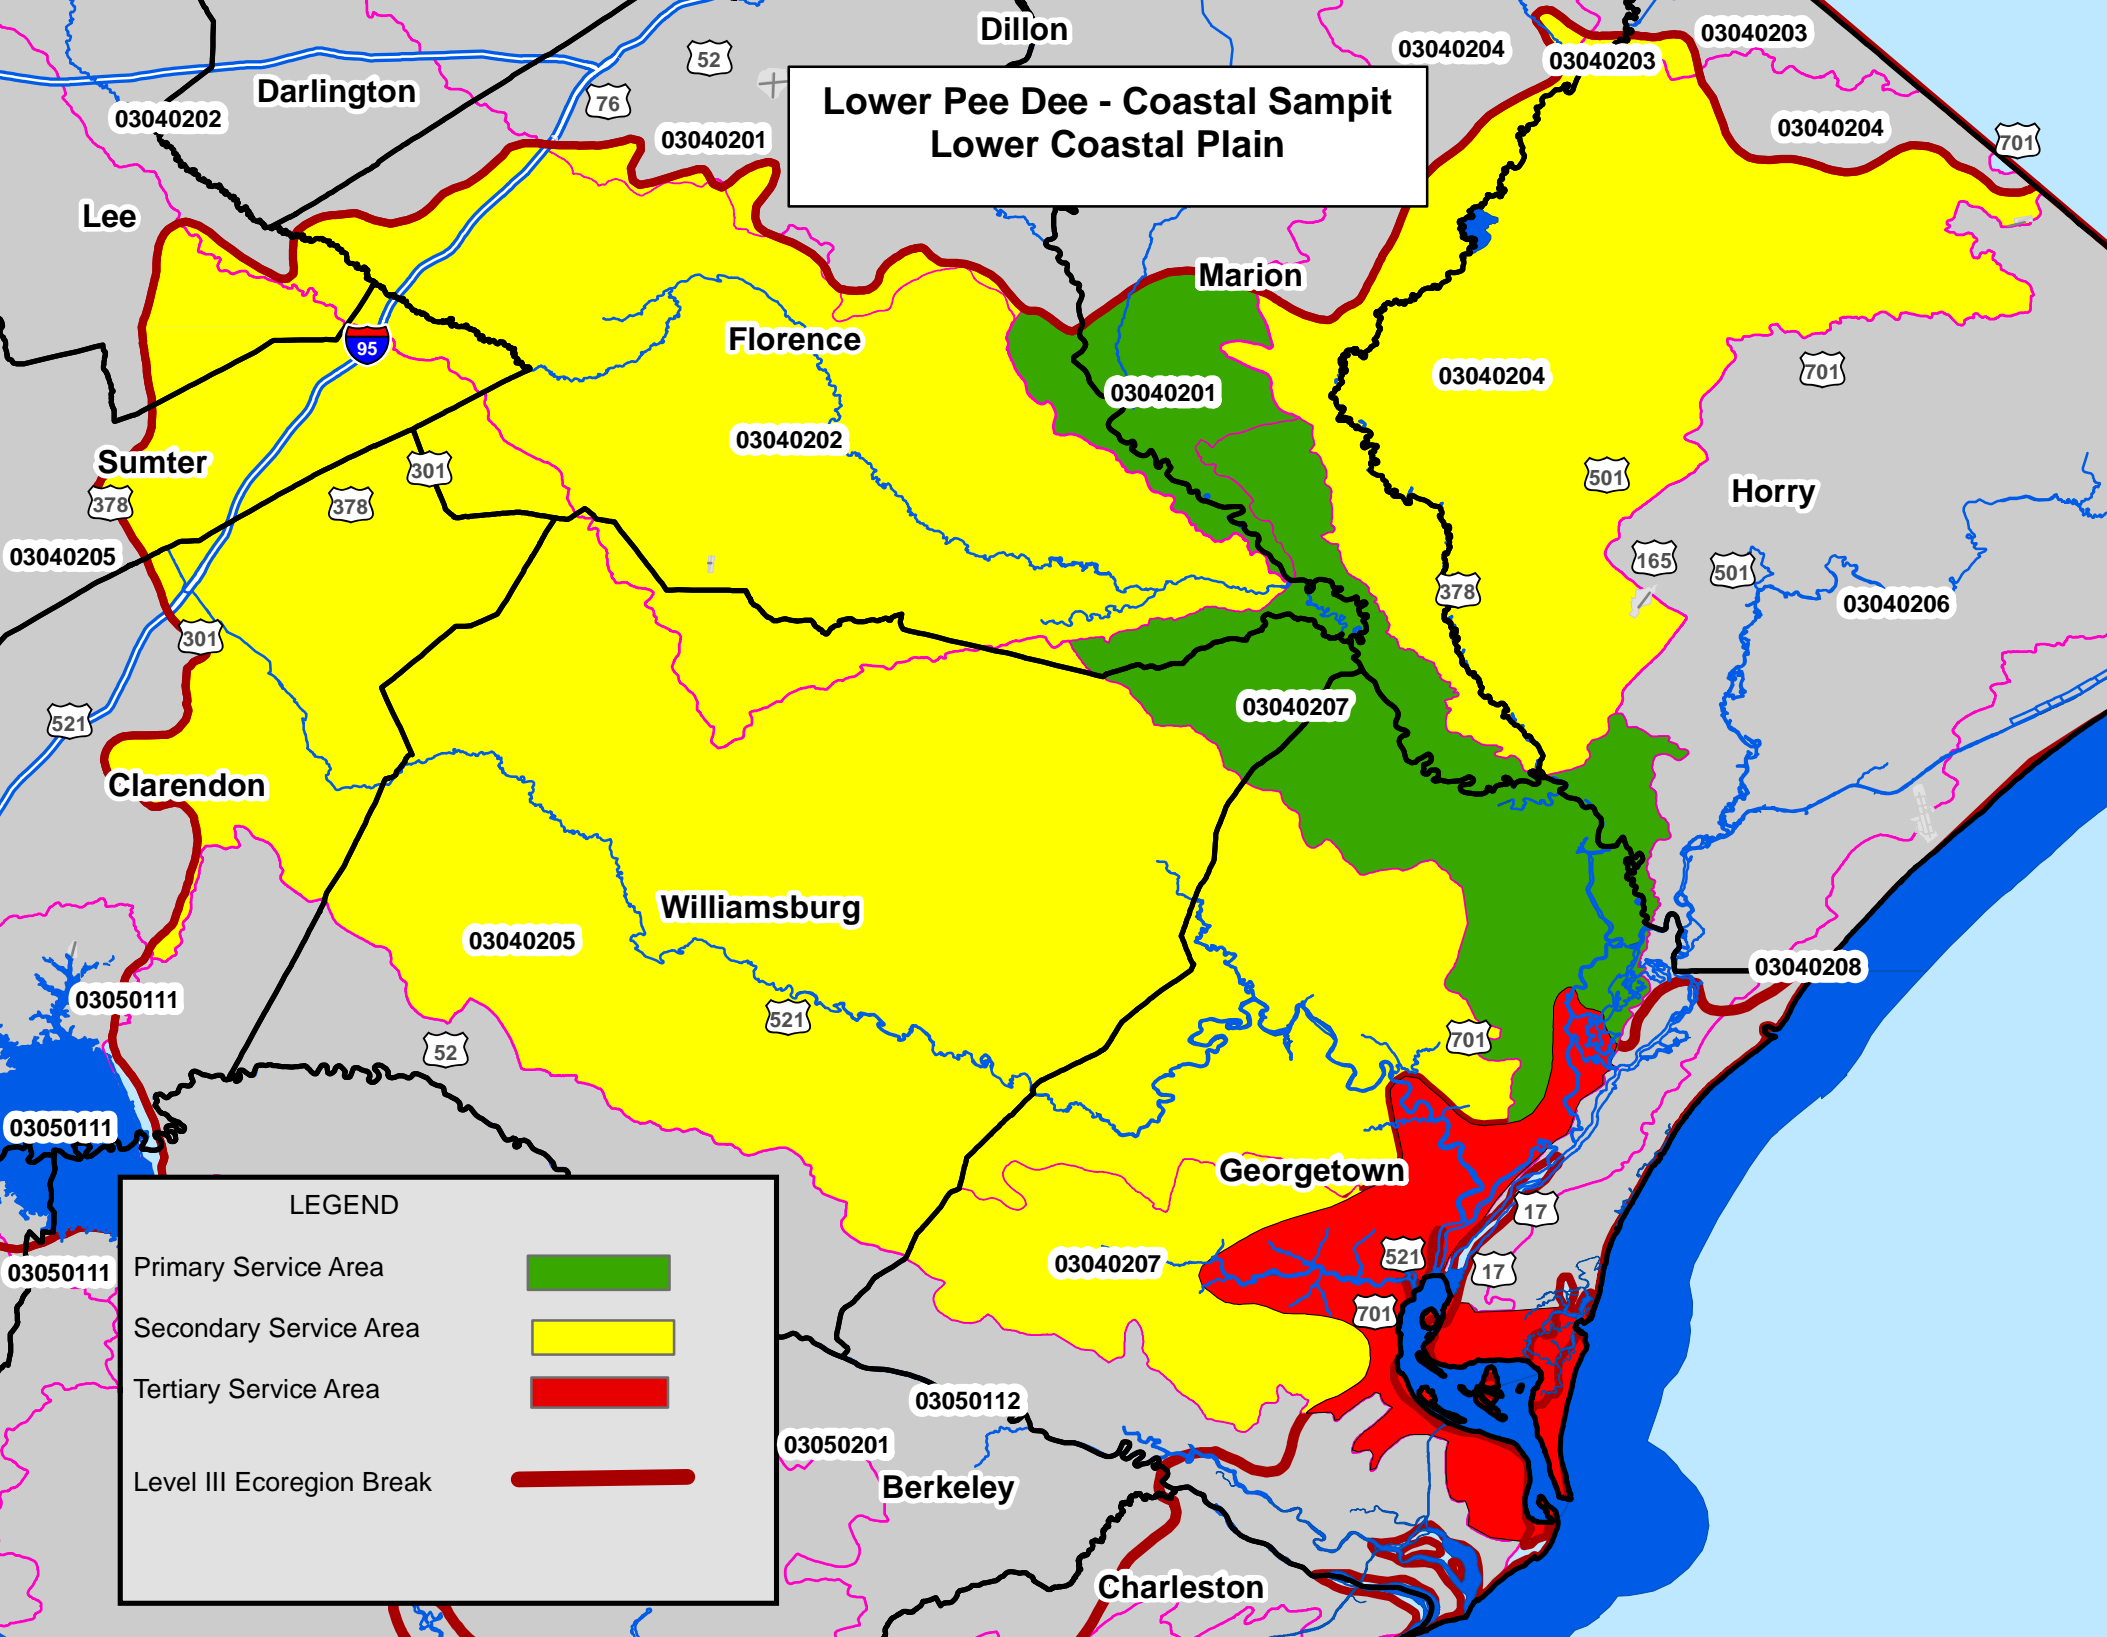 Dillon
03040203
03040204
52
03040203
Darlington
76
Lower Pee Dee - Coastal Sampit
Lower Coastal Plain
03040202
03040204
03040201
701
Lee
Marion
95
Florence
701
03040204
03040201
03040202
Sumter
301
501
Horry
378
378
03040205
165
501
378
03040206
301
03040207
521
Clarendon
Williamsburg
03040205
03040208
03050111
521
701
52
03050111
Georgetown
17
LEGEND
521
03040207
17
03050111
Primary Service Area
701
Secondary Service Area
Tertiary Service Area
03050112
03050201
Level III Ecoregion Break
Berkeley
Charleston